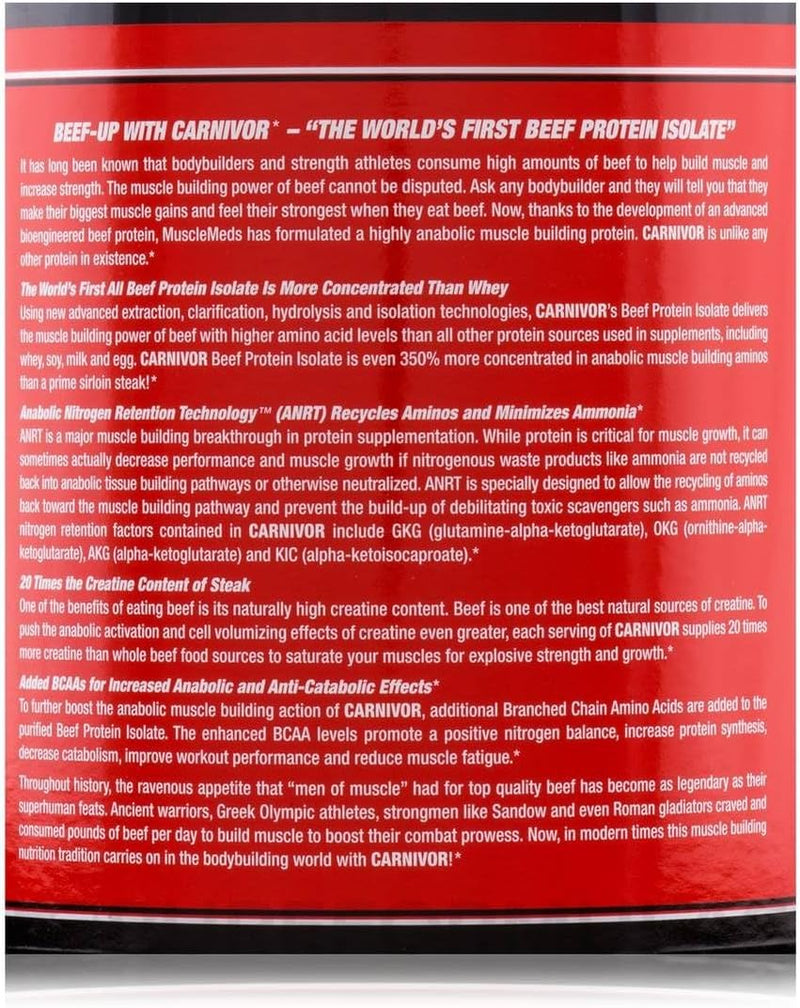 BEEF-UP WITH CARNIVOR* – “THE WORLD’S FIRST BEEF PROTEIN ISOLATE”
It has long been known that bodybuilders and strength athletes consume high amounts of beef to help build muscle and
increase strength. The muscle building power of beef cannot be disputed. Ask any bodybuilder and they will tell you that they
make their biggest muscle gains and feel their strongest when they eat beef. Now, thanks to the development of an advanced
bioengineered beef protein, MuscleMeds has formulated a highly anabolic muscle building protein. CARNIVOR is unlike any
other protein in existence.*
The World’s First All Beef Protein Isolate Is More Concentrated Than Whey
Using new advanced extraction, clarification, hydrolysis and isolation technologies, CARNIVOR’s Beef Protein Isolate delivers
the muscle building power of beef with higher amino acid levels than all other protein sources used in supplements, including
whey, soy, milk and egg. CARNIVOR Beef Protein Isolate is even 350% more concentrated in anabolic muscle building aminos
than a prime sirloin steak!*
Anabolic Nitrogen Retention Technology™ (ANRT) Recycles Aminos and Minimizes Ammonia*
ANRT is a major muscle building breakthrough in protein supplementation. While protein is critical for muscle growth, it can
sometimes actually decrease performance and muscle growth if nitrogenous waste products like ammonia are not recycled
back into anabolic tissue building pathways or otherwise neutralized. ANRT is specially designed to allow the recycling of aminos
back toward the muscle building pathway and prevent the build-up of debilitating toxic scavengers such as ammonia. ANRT
nitrogen retention factors contained in CARNIVOR include GKG (glutamine-alpha-ketoglutarate), OKG (ornithine-alpha-
ketoglutarate), AKG (alpha-ketoglutarate) and KIC (alpha-ketoisocaproate).*
20 Times the Creatine Content of Steak
One of the benefits of eating beef is its naturally high creatine content. Beef is one of the best natural sources of creatine. To
push the anabolic activation and cell volumizing effects of creatine even greater, each serving of CARNIVOR supplies 20 times
more creatine than whole beef food sources to saturate your muscles for explosive strength and growth.*
Added BCAAs for Increased Anabolic and Anti-Catabolic Effects*
To further boost the anabolic muscle building action of CARNIVOR, additional Branched Chain Amino Acids are added to the
purified Beef Protein Isolate. The enhanced BCAA levels promote a positive nitrogen balance, increase protein synthesis,
decrease catabolism, improve workout performance and reduce muscle fatigue.*
Throughout history, the ravenous appetite that “men of muscle” had for top quality beef has become as legendary as their
superhuman feats. Ancient warriors, Greek Olympic athletes, strongmen like Sandow and even Roman gladiators craved and
consumed pounds of beef per day to build muscle to boost their combat prowess. Now, in modern times this muscle building
nutrition tradition carries on in the bodybuilding world with CARNIVOR!*